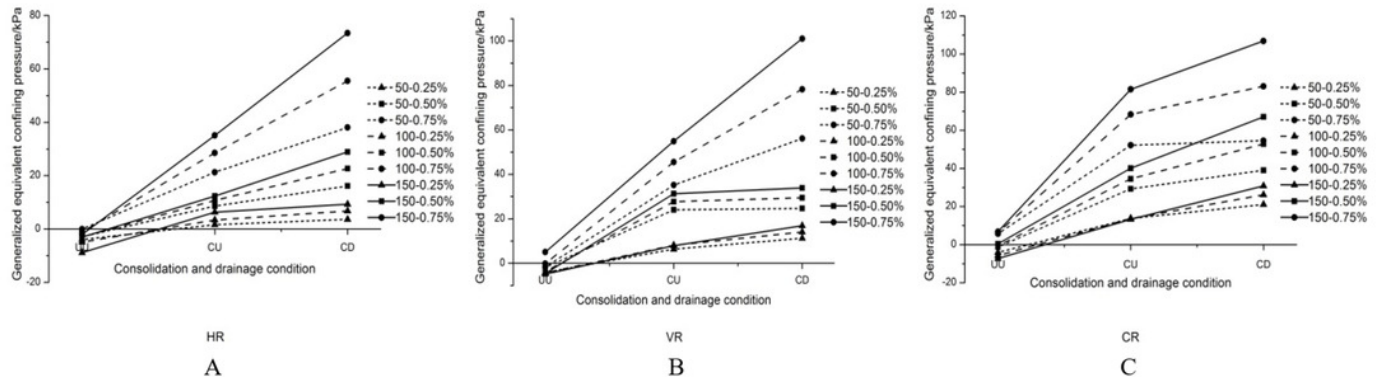 Generalized equivalent confining pressure/kPa
80
60
40
20
0
-20
UU
CU
CD
Consolidation and drainage condition
50-0.25%
50-0.50%
50-0.75%
100-0.25%
100-0.50%
100-0.75%
150-0.25%
150-0.50%
150-0.75%
HR
A
Generalized equivalent confining pressure/kPa
100
80
60
40
20
0
UU
CU
CD
Consolidation and drainage condition
50-0.25%
50-0.50%
50-0.75%
100-0.25%
100-0.50%
100-0.75%
150-0.25%
150-0.50%
150-0.75%
VR
B
Generalized equivalent confining pressure/kPa
120
100
80
60
40
20
0
-20
UU
CU
CD
Consolidation and drainage condition
50-0.25%
50-0.50%
50-0.75%
100-0.25%
100-0.50%
100-0.75%
150-0.25%
150-0.50%
150-0.75%
CR
C